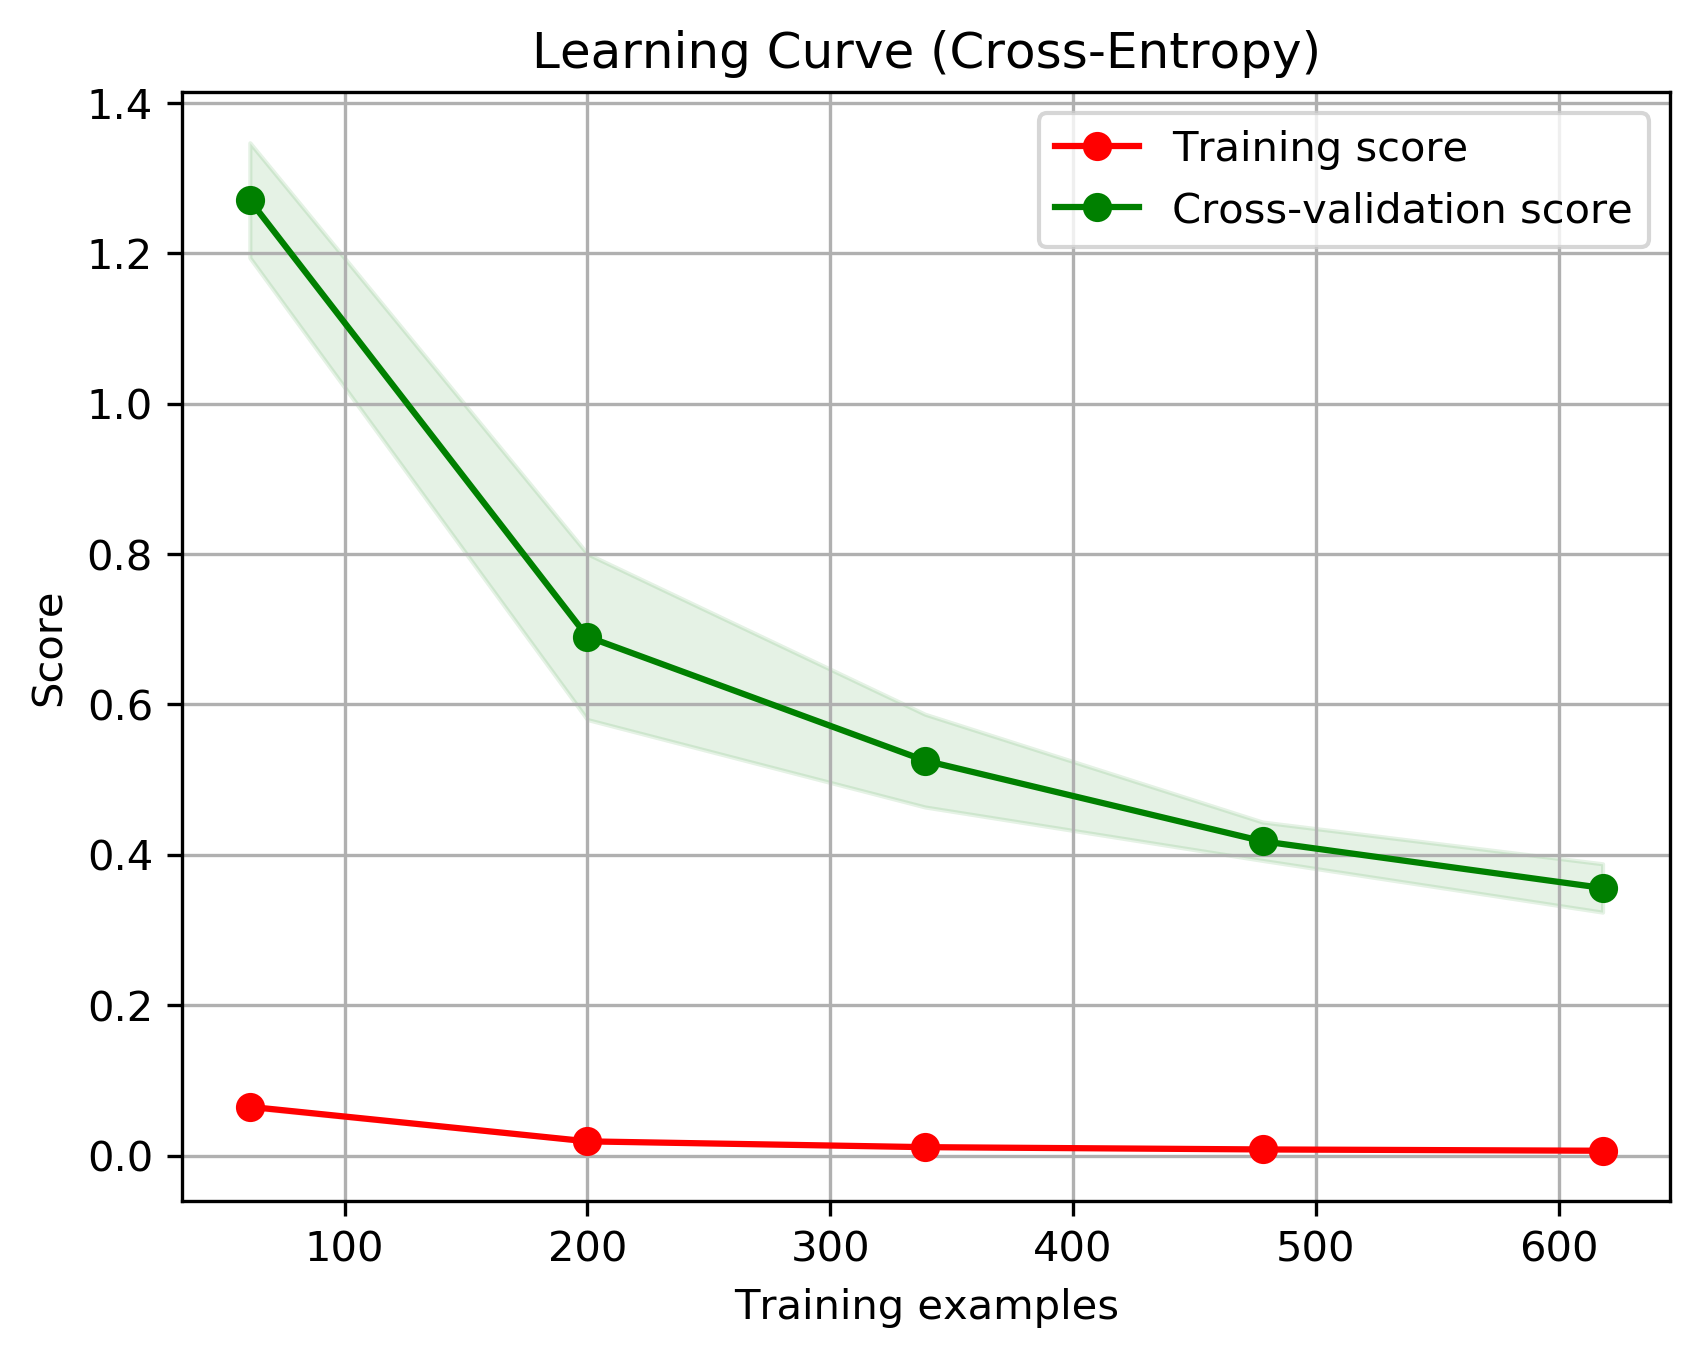 Learning Curve (Cross-Entropy)
Training score
Cross-validation score
1.4
1.2
1.0
0.8
0.6
0.4
0.2
0.0
Score
100 200 300 400 500 600
Training examples